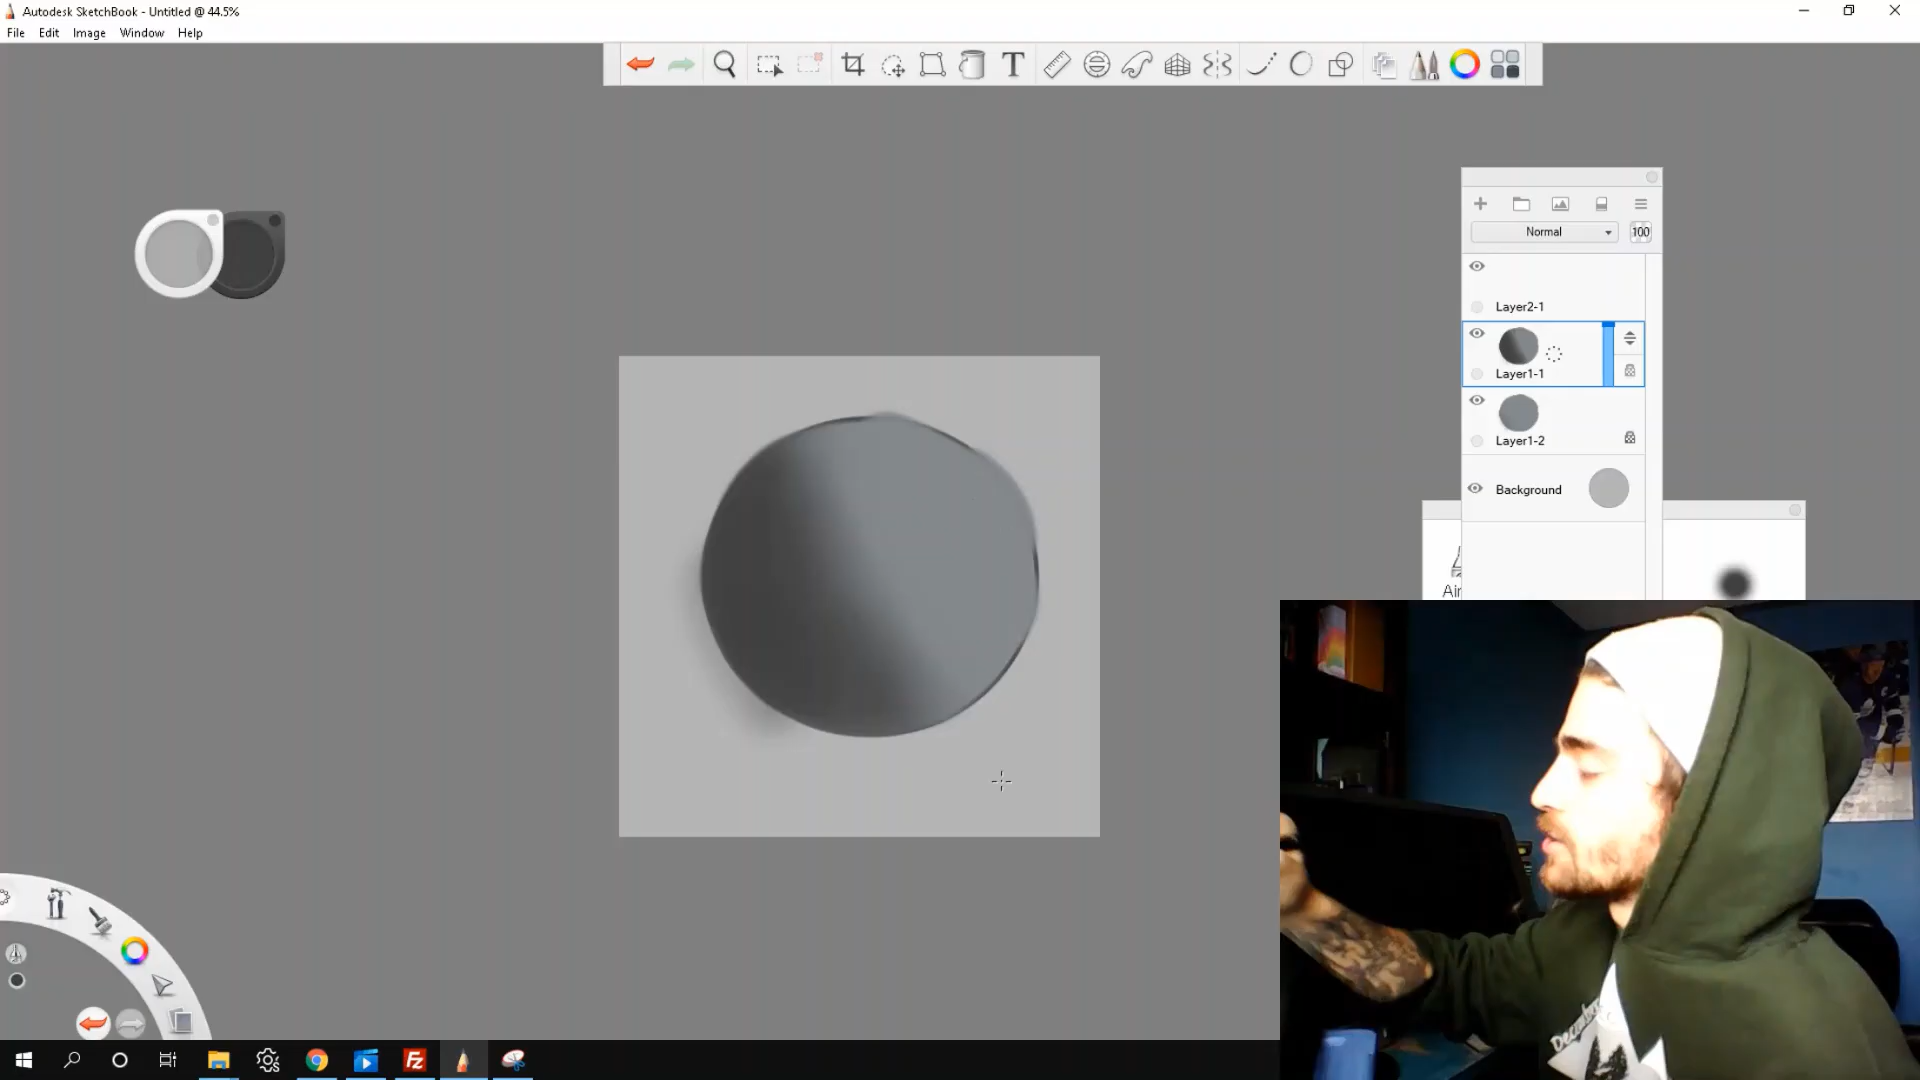 Autodesk SketchBook - Untitled @ 44.5%
File Edit Image Window Help
T
Normal 100
Layer2-1
Layer1-1
Layer1-2
Background
Air
Fz